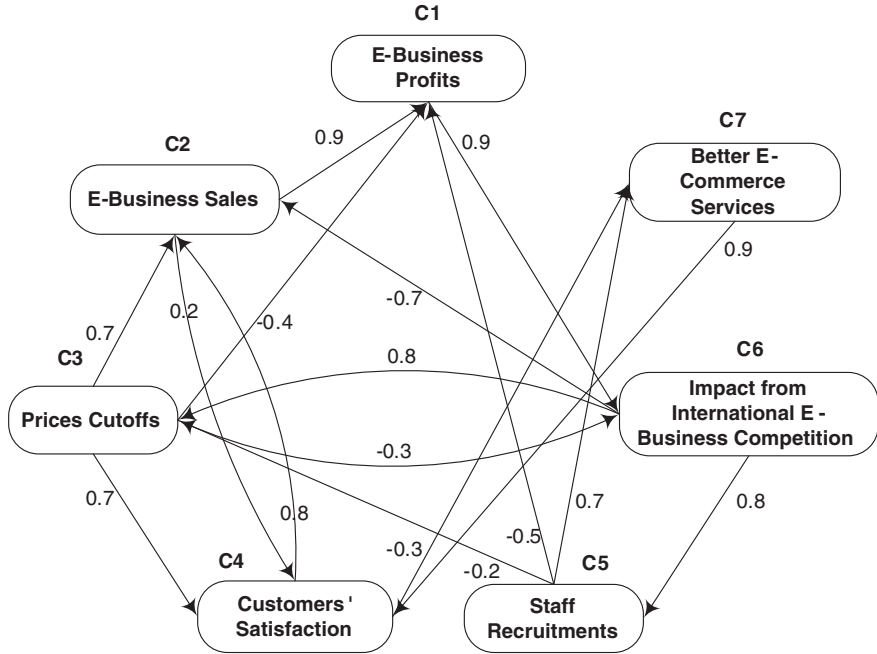 C1
E-Business
Profits
C7
Better E-
Commerce
Services
C2
E-Business Sales
0.9
0.9
0.9
-0.7
0.2
-0.4
0.7
C3
Prices Cutoffs
0.8
C6
Impact from
International E -
Business Competition
-0.3
0.7
0.8
0.7
0.8
-0.3
-0.5
-0.2
C4
Customers '
Satisfaction
C5
Staff
Recruitments